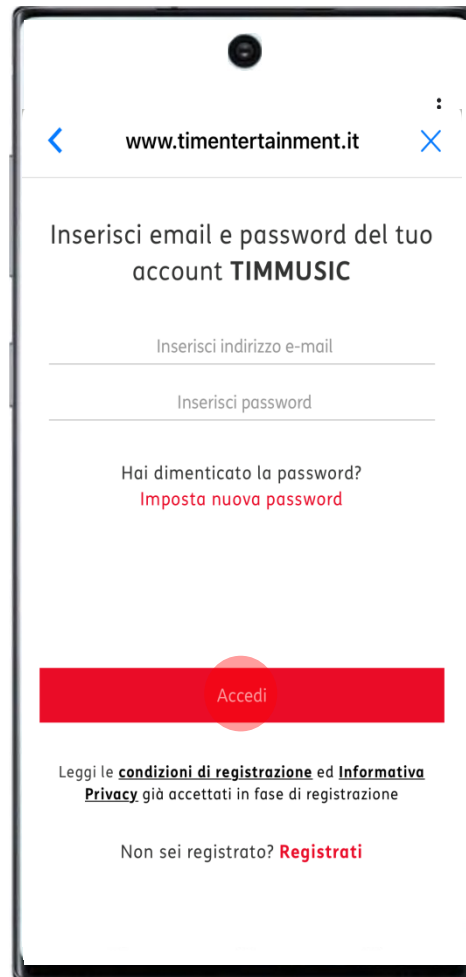 www.timentertainment.it
Inserisci email e password del tuo
account TIMMUSIC
Inserisci indirizzo e-mail
Inserisci password
Hai dimenticato la password?
Imposta nuova password
Accedi
Leggi le condizioni di registrazione ed Informativa
Privacy già accettati in fase di registrazione
Non sei registrato? Registrati